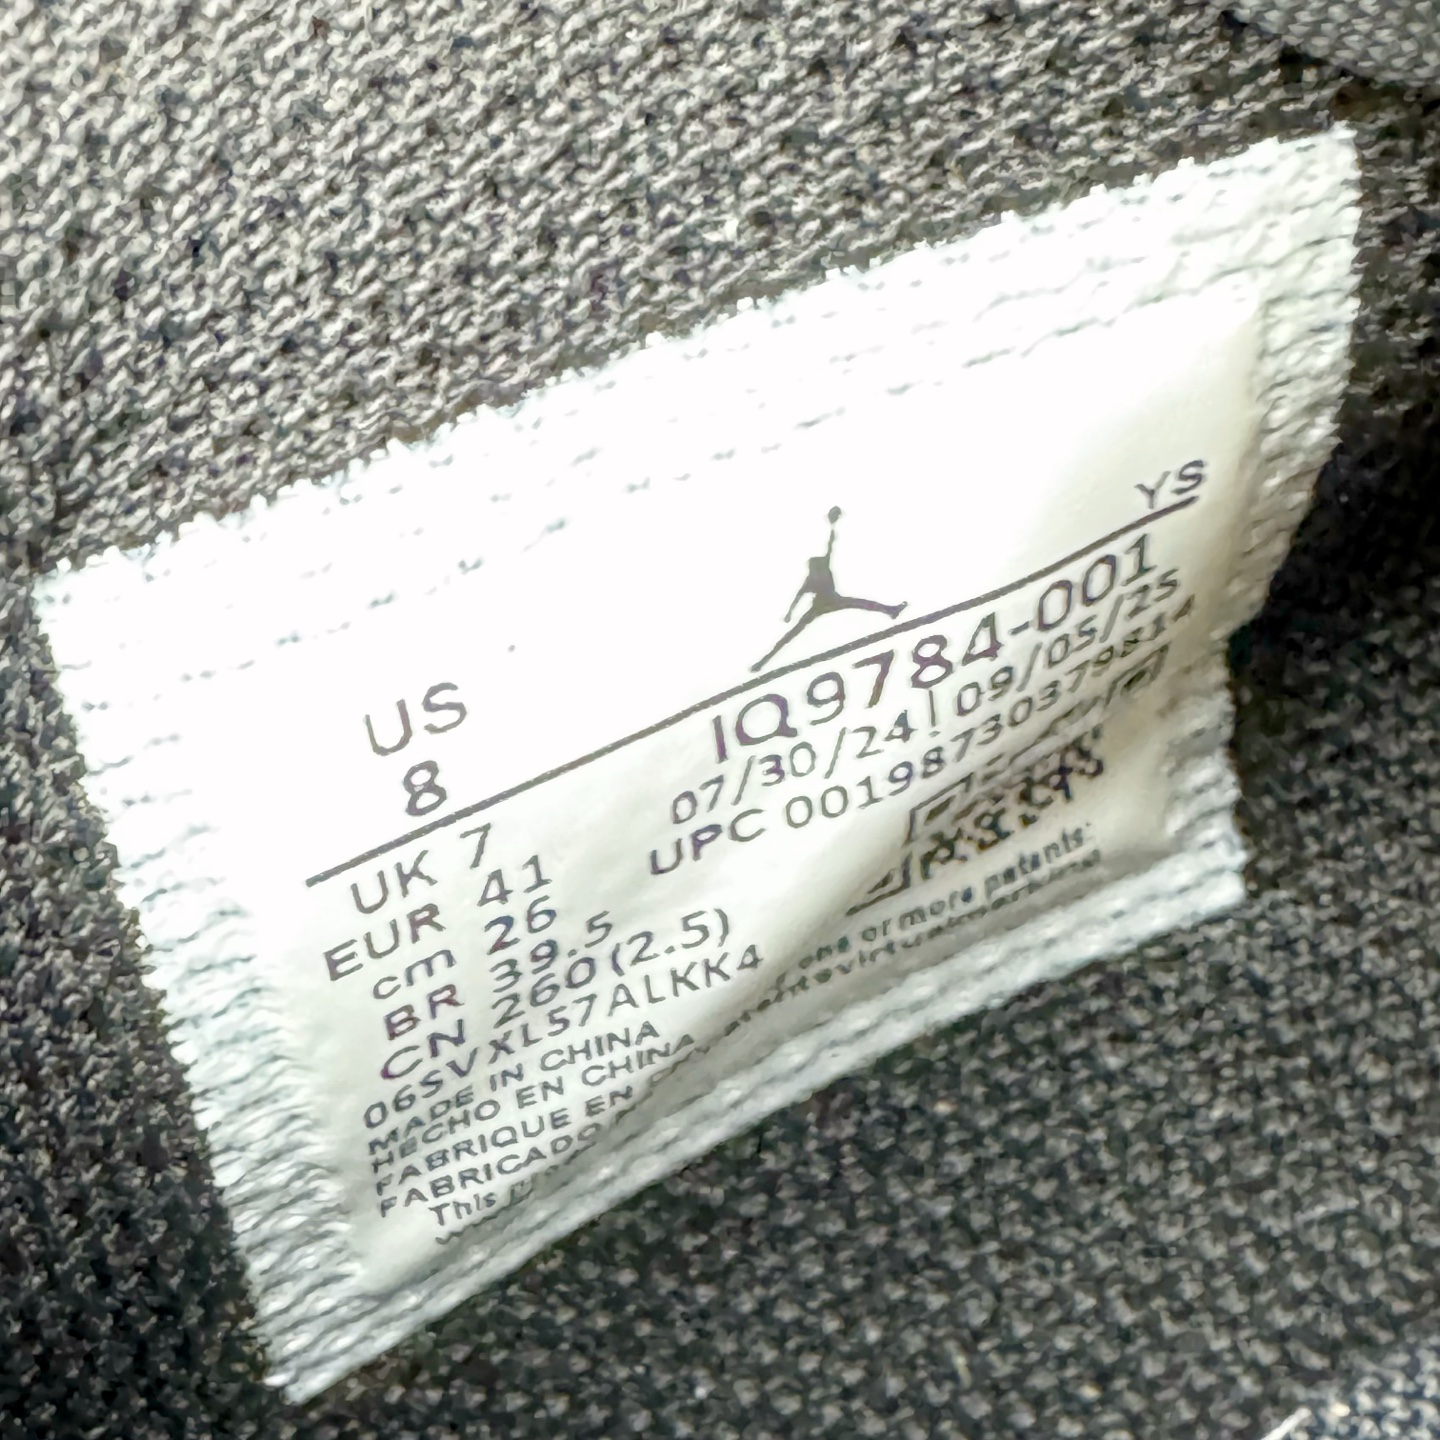 YS
US
8
IQ9784-001
07/30/24 | 09/05/25
UPC 00198730379814
UK 7
EUR 41
cm 26
BR 39.5
CN 260(2.5)
06SVXL57ALKK4
MADE IN CHINA
HECHO EN CHINA
FABRIQUE EN
FABRICADO
This
one or more patents: